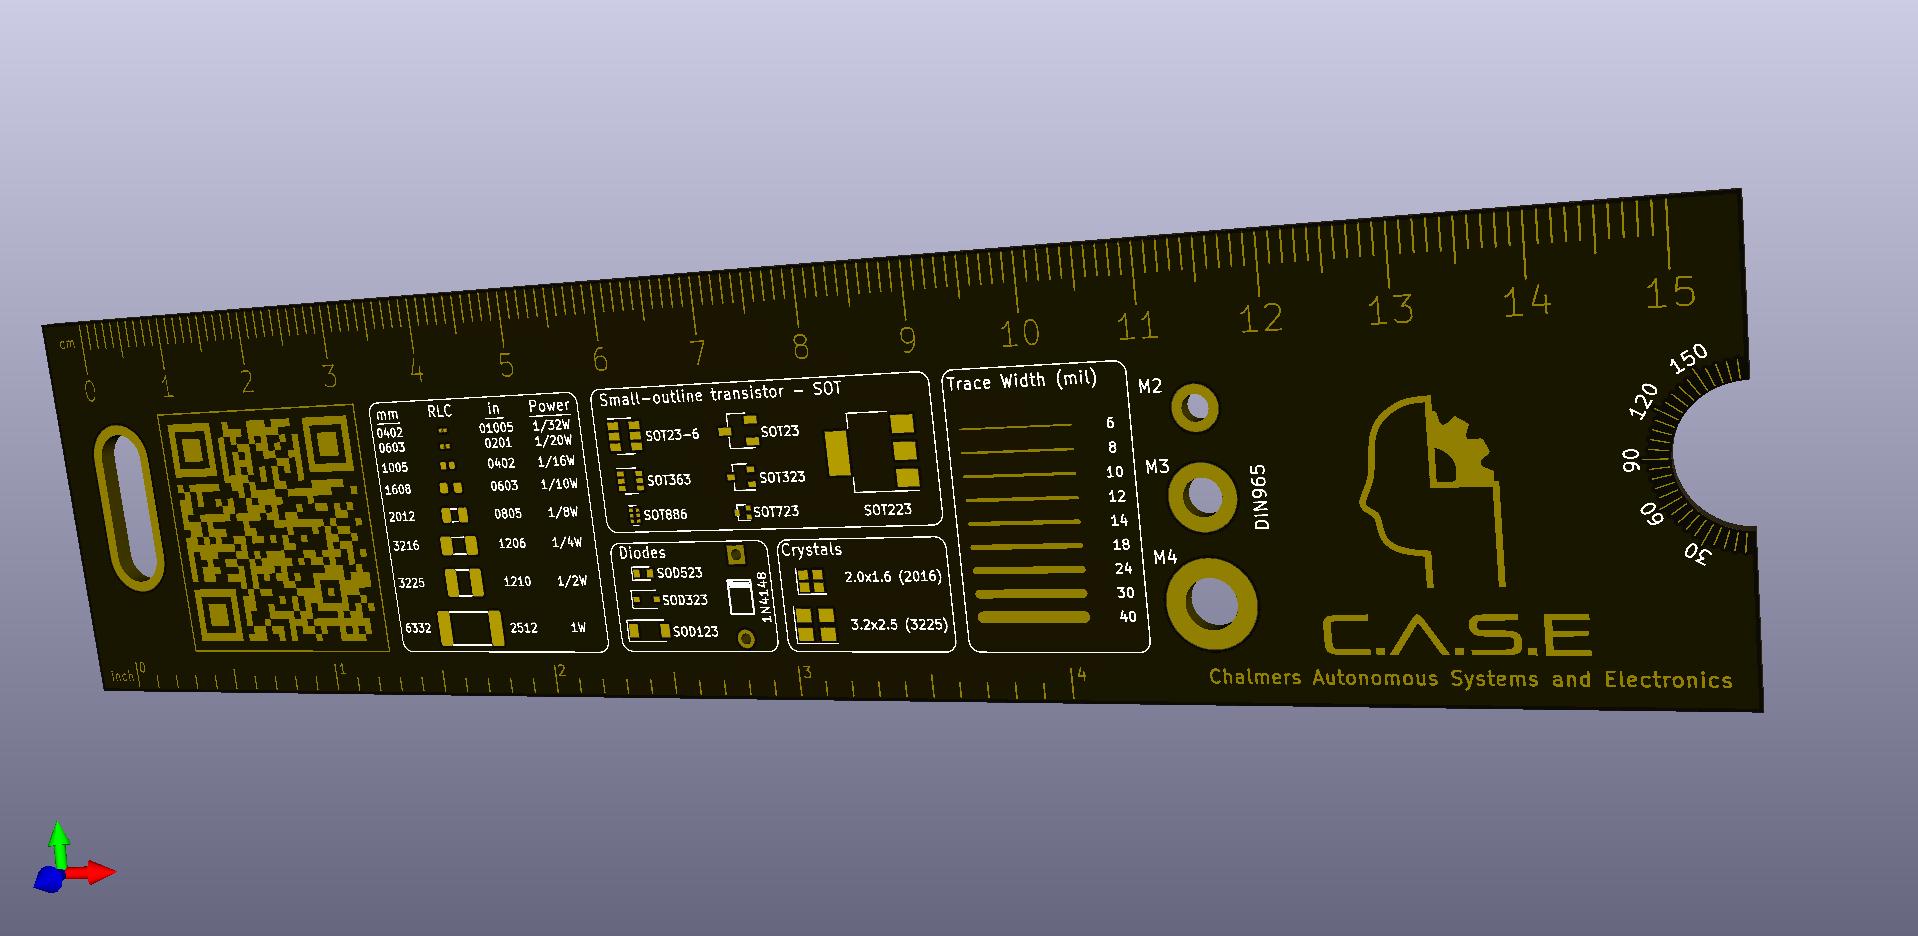 cm
0 1 2 3 4 5 6 7 8 9 10 11 12 13 14 15
mm RLC in Power
0402 01005 1/32W
0603 0201 1/20W
1005 0402 1/16W
1608 0603 1/10W
2012 0805 1/8W
3216 1206 1/4W
3225 1210 1/2W
6332 2512 1W
Small-outline transistor - SOT
SOT23-6 SOT23
SOT363 SOT323
SOT886 SOT723 SOT223
Diodes
SOD523
SOD323
SOD123
1N4148
Crystals
2.0x1.6 (2016)
3.2x2.5 (3225)
Trace Width (mil)
6
8
10
12
14
18
24
30
40
M2
M3
M4
DIN965
150
120
90
60
30
C.A.S.E
Chalmers Autonomous Systems and Electronics
inch 0 1 2 3 4